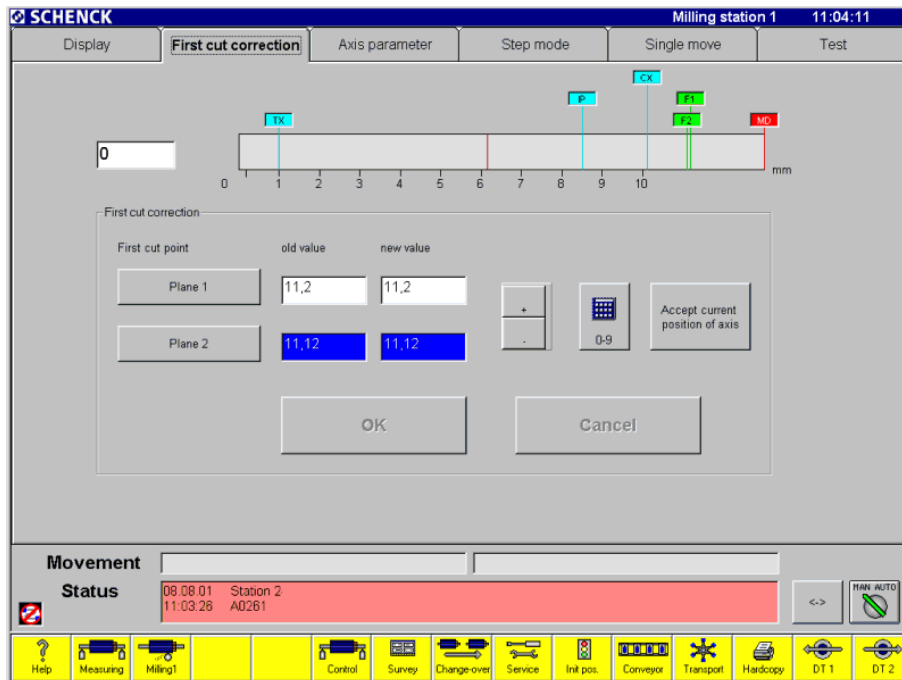 SCHENCK Milling station 1 11:04:11
Display First cut correction Axis parameter Step mode Single move Test
CX
IP F1
TX F2 MD
0
mm
0 1 2 3 4 5 6 7 8 9 10
First cut correction
First cut point old value new value
Plane 1 11,2 11,2
+ Accept current
position of axis
Plane 2 11,12 11,12 - 0-9
OK Cancel
Movement
Status 08.08.01 Station 2
11:03:26 A0261
<->
MAN AUTO
Help Measuring Milling1 Control Survey Change-over Service Init pos. Conveyor Transport Hardcopy DT 1 DT 2